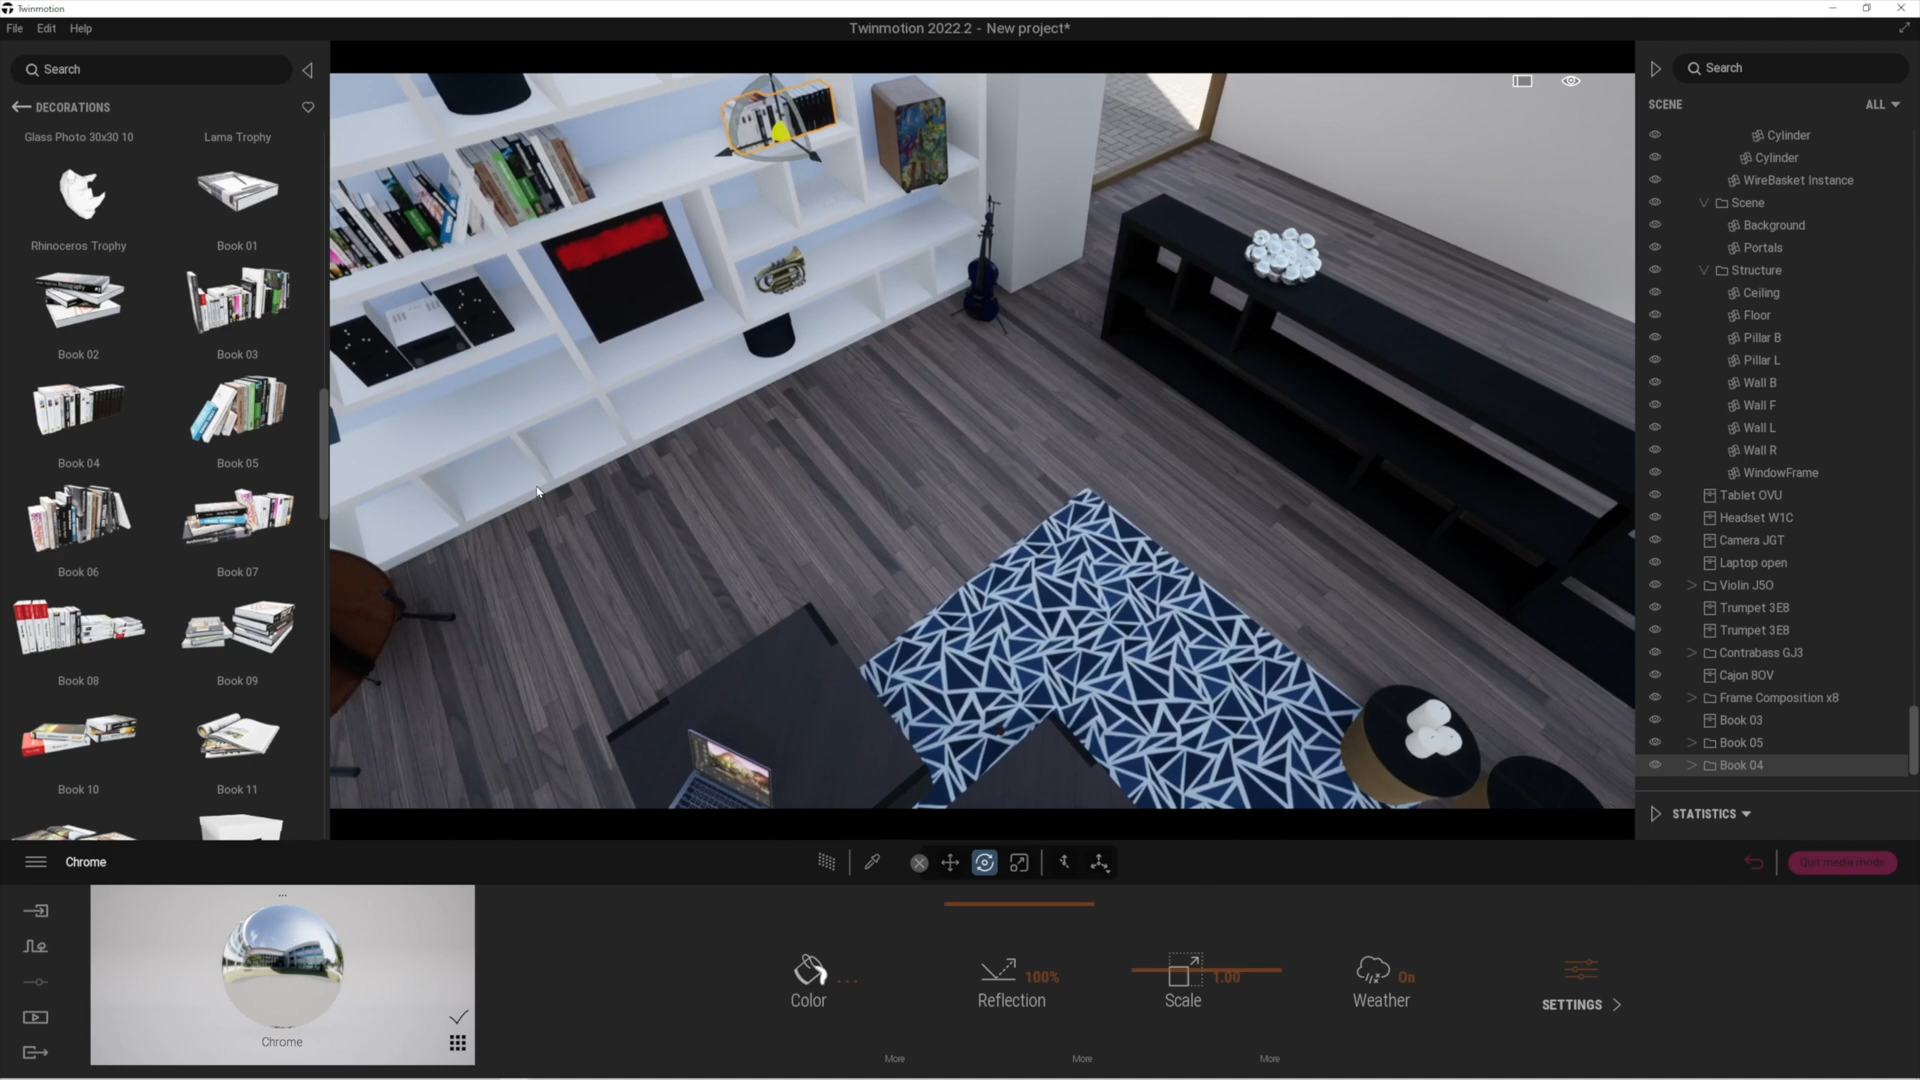 Twinmotion
File Edit Help
Twinmotion 2022.2 - New project*
Search
DECORATIONS
Glass Photo 30x30 10
Lama Trophy
Rhinoceros Trophy
Book 01
Book 02
Book 03
Book 04
Book 05
Book 06
Book 07
Book 08
Book 09
Book 10
Book 11
Search
SCENE
ALL
Cylinder
Cylinder
WireBasket Instance
Scene
Background
Portals
Structure
Ceiling
Floor
Pillar B
Pillar L
Wall B
Wall F
Wall L
Wall R
WindowFrame
Tablet OVU
Headset W1C
Camera JGT
Laptop open
Violin J5O
Trumpet 3E8
Trumpet 3E8
Contrabass GJ3
Cajon 8OV
Frame Composition x8
Book 03
Book 05
Book 04
STATISTICS
Chrome
Quit media mode
...
Chrome
Color
...
Reflection
100%
Scale
1.00
Weather
On
SETTINGS
More
More
More